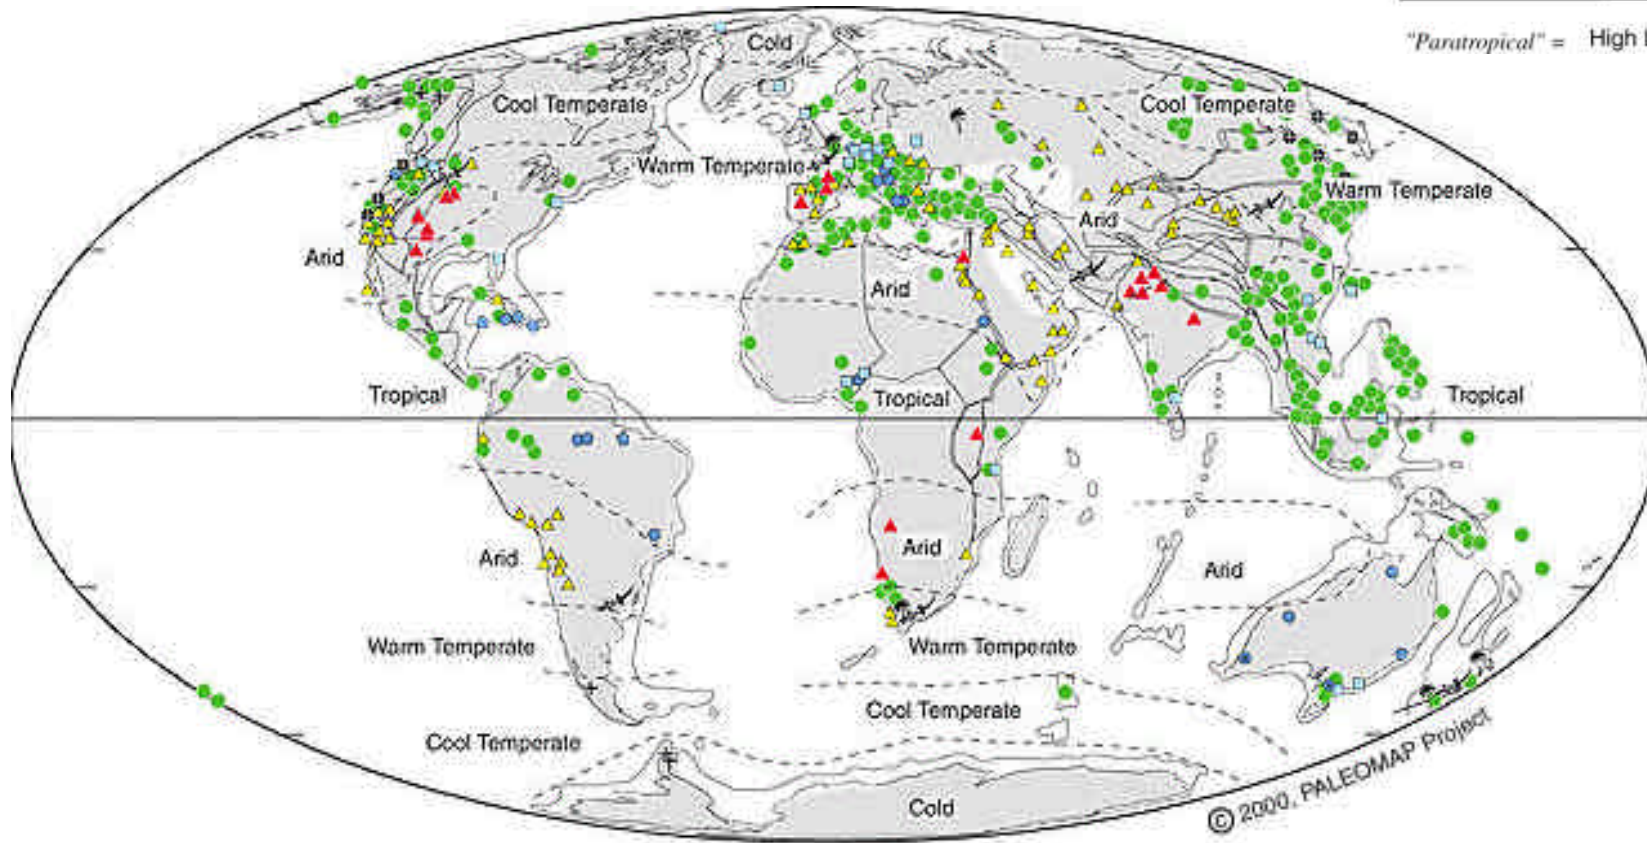 "Paratropical" = High
Cold
Cool Temperate
Cool Temperate
Warm Temperate
Warm Temperate
Arid
Arid
Arid
Tropical
Tropical
Tropical
Arid
Arid
Arid
Warm Temperate
Warm Temperate
Cool Temperate
Cool Temperate
Cold
© 2000, PALEOMAP Project